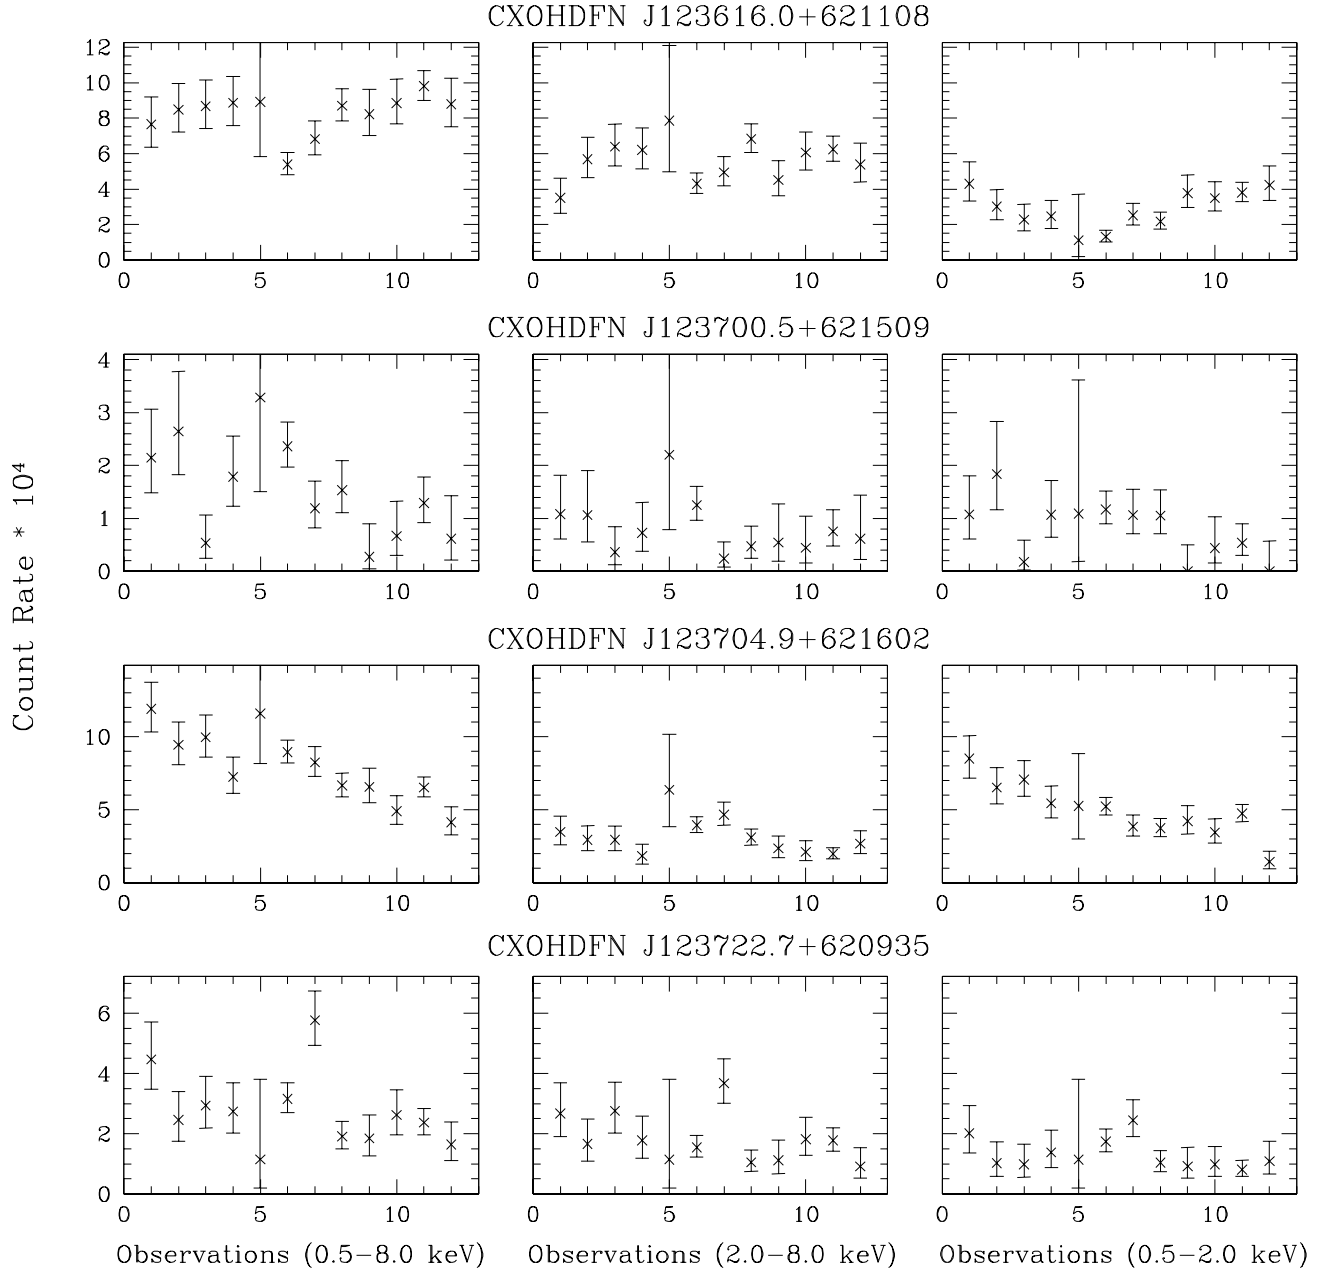 CXOHDFN J123616.0+621108
12
10
8
6
4
2
0
0 5 10 0 5 10 0 5 10
CXOHDFN J123700.5+621509
4
3
2
1
0
0 5 10 0 5 10 0 5 10
Count Rate * 10⁴
CXOHDFN J123704.9+621602
10
5
0
0 5 10 0 5 10 0 5 10
CXOHDFN J123722.7+620935
6
4
2
0
0 5 10 0 5 10 0 5 10
Observations (0.5−8.0 keV) Observations (2.0−8.0 keV) Observations (0.5−2.0 keV)